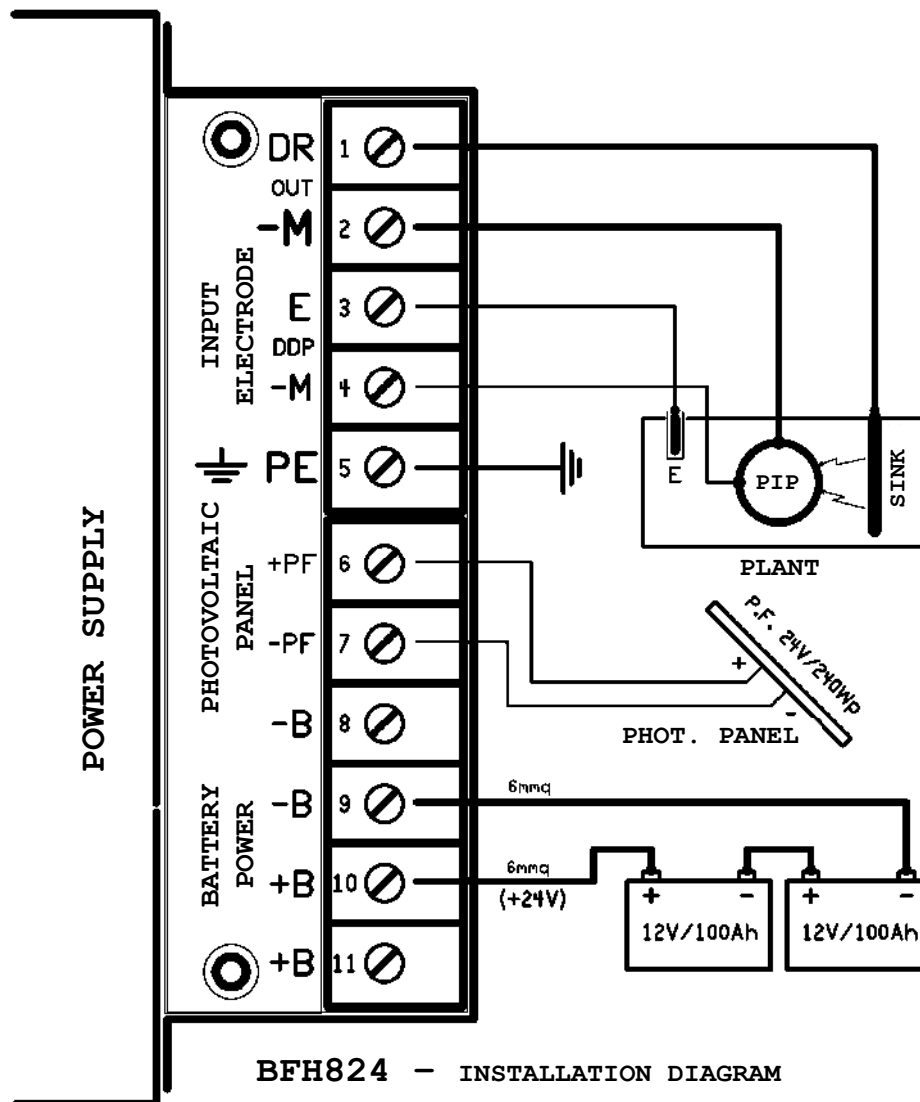 POWER SUPPLY
INPUT
ELECTRODE
PHOTOVOLTAIC
PANEL
BATTERY
POWER
DR 1
OUT
-M 2
E 3
DDP
-M 4
PE 5
+PF 6
-PF 7
-B 8
-B 9
+B 10
+B 11
E
PIP
SINK
PLANT
P.F. 24V/240Wp
+
-
PHOT. PANEL
6mmq
6mmq
(+24V)
+ -
12V/100Ah
+ -
12V/100Ah
BFH824 - INSTALLATION DIAGRAM